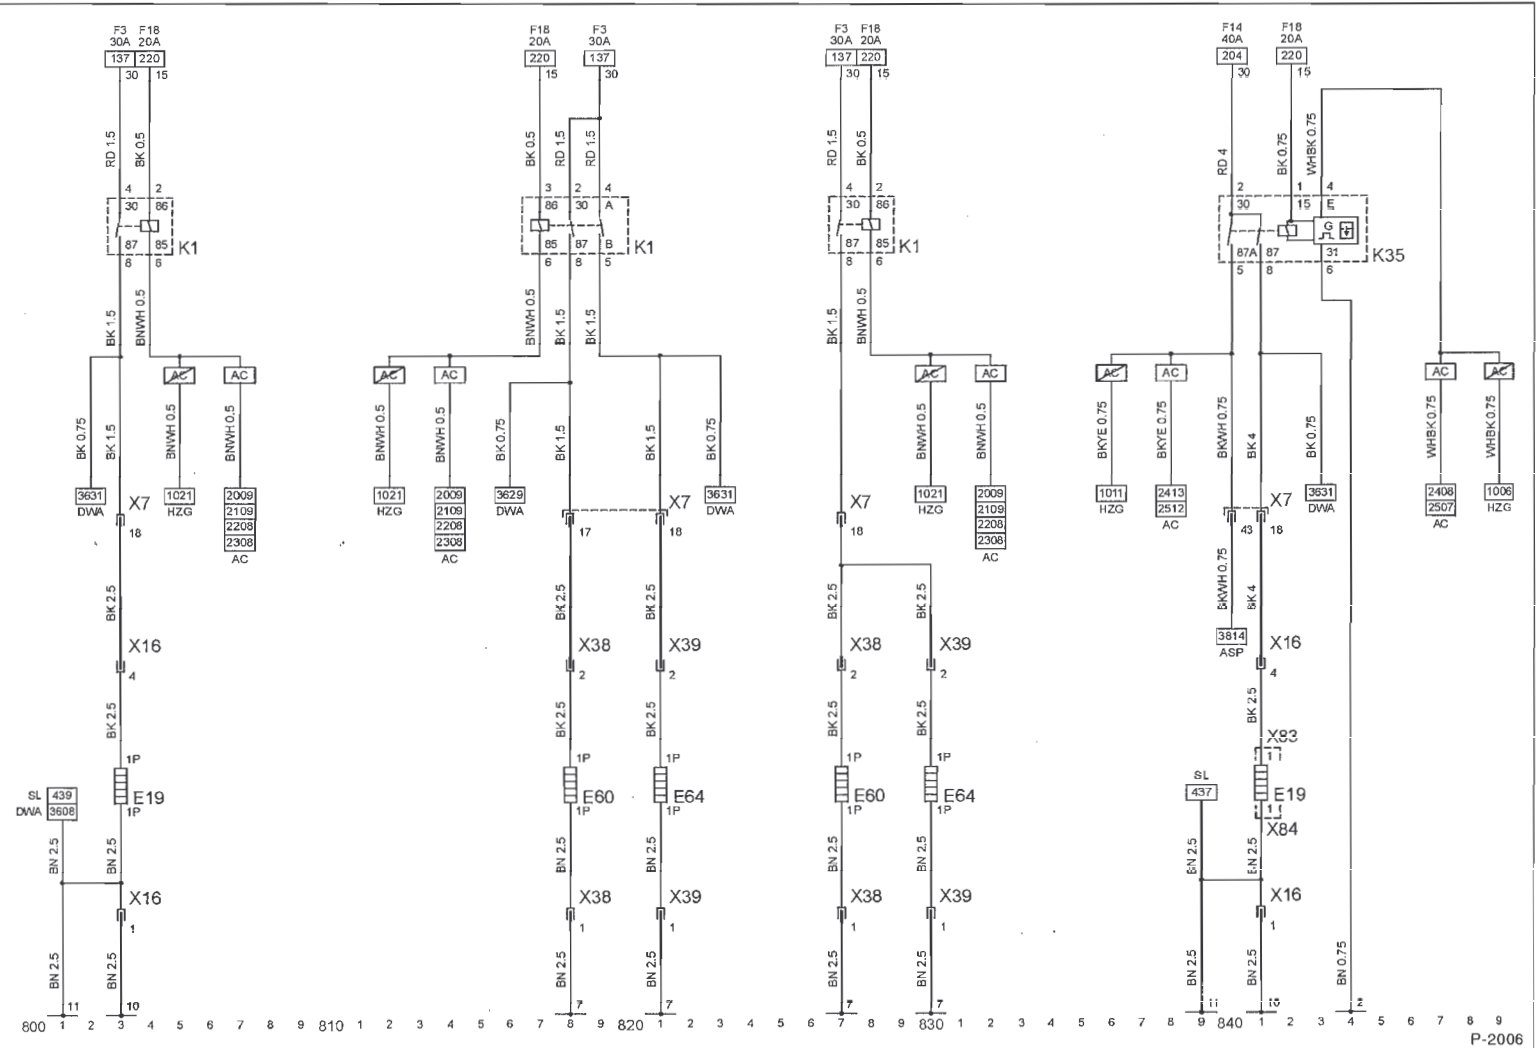 F3 F18 F18 F3 F3 F18 F14 F18
30A 20A 20A 30A 30A 20A 40A 20A
137 220 220 137 137 220 204 220
30 15 15 30 30 15 30 15
RD 1.5 BK 0.5 BK 0.5 RD 1.5 RD 1.5 RD 1.5 BK 0.5 RD 4 BK 0.75 WHBK 0.75
4 2 3 2 4 4 2 2 1 4
30 86 86 30 A 30 86 30 15 E
G
87 85 K1 85 87 B K1 87 85 K1 87A 87 31 K35
8 6 6 8 5 8 6 5 8 6
BK 1.5 BNWH 0.5 BNWH 0.5 BK 1.5 BK 1.5 BK 1.5 BNWH 0.5
AC AC AC AC AC AC AC AC AC AC
BK 0.75 BK 1.5 BNWH 0.5 BNWH 0.5 BNWH 0.5 BNWH 0.5 BK 0.75 BK 1.5 BK 1.5 BK 0.75 BNWH 0.5 BNWH 0.5 BKYE 0.75 BKYE 0.75 BKWH 0.75 BK 4 BK 0.75 WHBK 0.75 WHBK 0.75
3631 X7 1021 2009 1021 2009 3629 X7 3631 X7 1021 2009 1011 2413 X7 3631 2408 1006
DWA HZG 2109 HZG 2109 DWA DWA HZG 2109 HZG 2512 DWA 2507 HZG
18 2208 2208 17 18 18 2208 AC 43 18 AC
2308 2308 2308
AC AC AC
BK 2.5 BK 2.5 BK 2.5 BK 2.5 BK 2.5 BKWH 0.75 BK 4
X16 X38 X39 X38 X39 3814 X16
ASP
4 2 2 2 2 4
BK 2.5 BK 2.5 BK 2.5 BK 2.5 BK 2.5 BK 2.5
X83
1P 1P 1P 1P 1P 1
SL 439 E19 E60 E64 E60 E64 SL 437 E19
DWA 3608 1P 1P 1P 1P 1P 1
X84
BN 2.5 BN 2.5 BN 2.5 BN 2.5 BN 2.5 BN 2.5 BN 2.5 BN 2.5
X16 X38 X39 X38 X39 X16
1 1 1 1 1 1
BN 2.5 BN 2.5 BN 2.5 BN 2.5 BN 2.5 BN 2.5 BN 2.5 BN 2.5 BN 0.75
11 10 7 7 7 7 11 10 2
800 1 2 3 4 5 6 7 8 9 810 1 2 3 4 5 6 7 8 9 820 1 2 3 4 5 6 7 8 9 830 1 2 3 4 5 6 7 8 9 840 1 2 3 4 5 6 7 8 9
P-2006